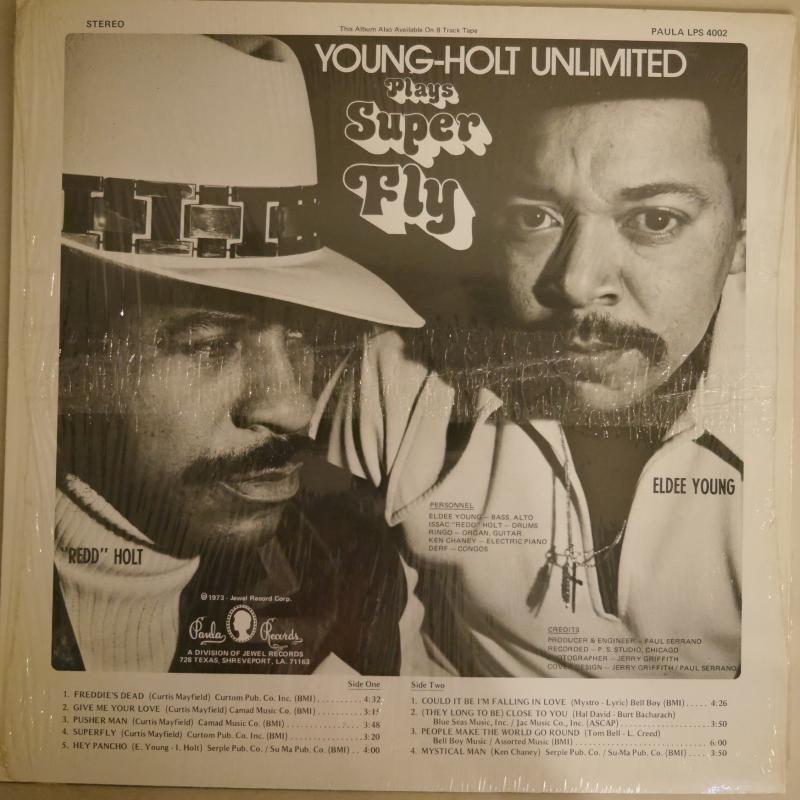 STEREO
This Album Also Available On 8 Track Tape
PAULA LPS 4002
YOUNG-HOLT UNLIMITED
Plays
Super
Fly
ELDEE YOUNG
"REDD" HOLT
PERSONNEL
ELDEE YOUNG – BASS, ALTO
ISSAC "REDD" HOLT – DRUMS
RINGO – ORGAN, GUITAR
KEN CHANEY – ELECTRIC PIANO
DERF – CONGOS
℗1973 - Jewel Record Corp.
Paula Records
A DIVISION OF JEWEL RECORDS
728 TEXAS, SHREVEPORT, LA. 71163
CREDITS
PRODUCER & ENGINEER – PAUL SERRANO
RECORDED – P. S. STUDIO, CHICAGO
PHOTOGRAPHER – JERRY GRIFFITH
COVER DESIGN – JERRY GRIFFITH / PAUL SERRANO
Side One
1. FREDDIE'S DEAD (Curtis Mayfield) Curtom Pub. Co. Inc. (BMI) . . . . . . . . . . 4:32
2. GIVE ME YOUR LOVE (Curtis Mayfield) Camad Music Co. (BMI) . . . . . . . . . . 3:15
3. PUSHER MAN (Curtis Mayfield) Camad Music Co. (BMI) . . . . . . . . . . 3:48
4. SUPERFLY (Curtis Mayfield) Curtom Pub. Co. Inc. (BMI) . . . . . . . . . . 3:20
5. HEY PANCHO (E. Young - I. Holt) Serple Pub. Co. / Su Ma Pub. Co. (BMI) . . 4:00
Side Two
1. COULD IT BE I'M FALLING IN LOVE (Mystro - Lyric) Bell Boy (BMI) . . . . 4:26
2. (THEY LONG TO BE) CLOSE TO YOU (Hal David - Burt Bacharach)
Blue Seas Music, Inc. / Jac Music Co., Inc. (ASCAP) . . . . . . . . . . 3:50
3. PEOPLE MAKE THE WORLD GO ROUND (Tom Bell - L. Creed)
Bell Boy Music / Assorted Music (BMI) . . . . . . . . . . 6:00
4. MYSTICAL MAN (Ken Chaney) Serple Pub. Co. / Su-Ma Pub. Co. (BMI) . . . . 3:50